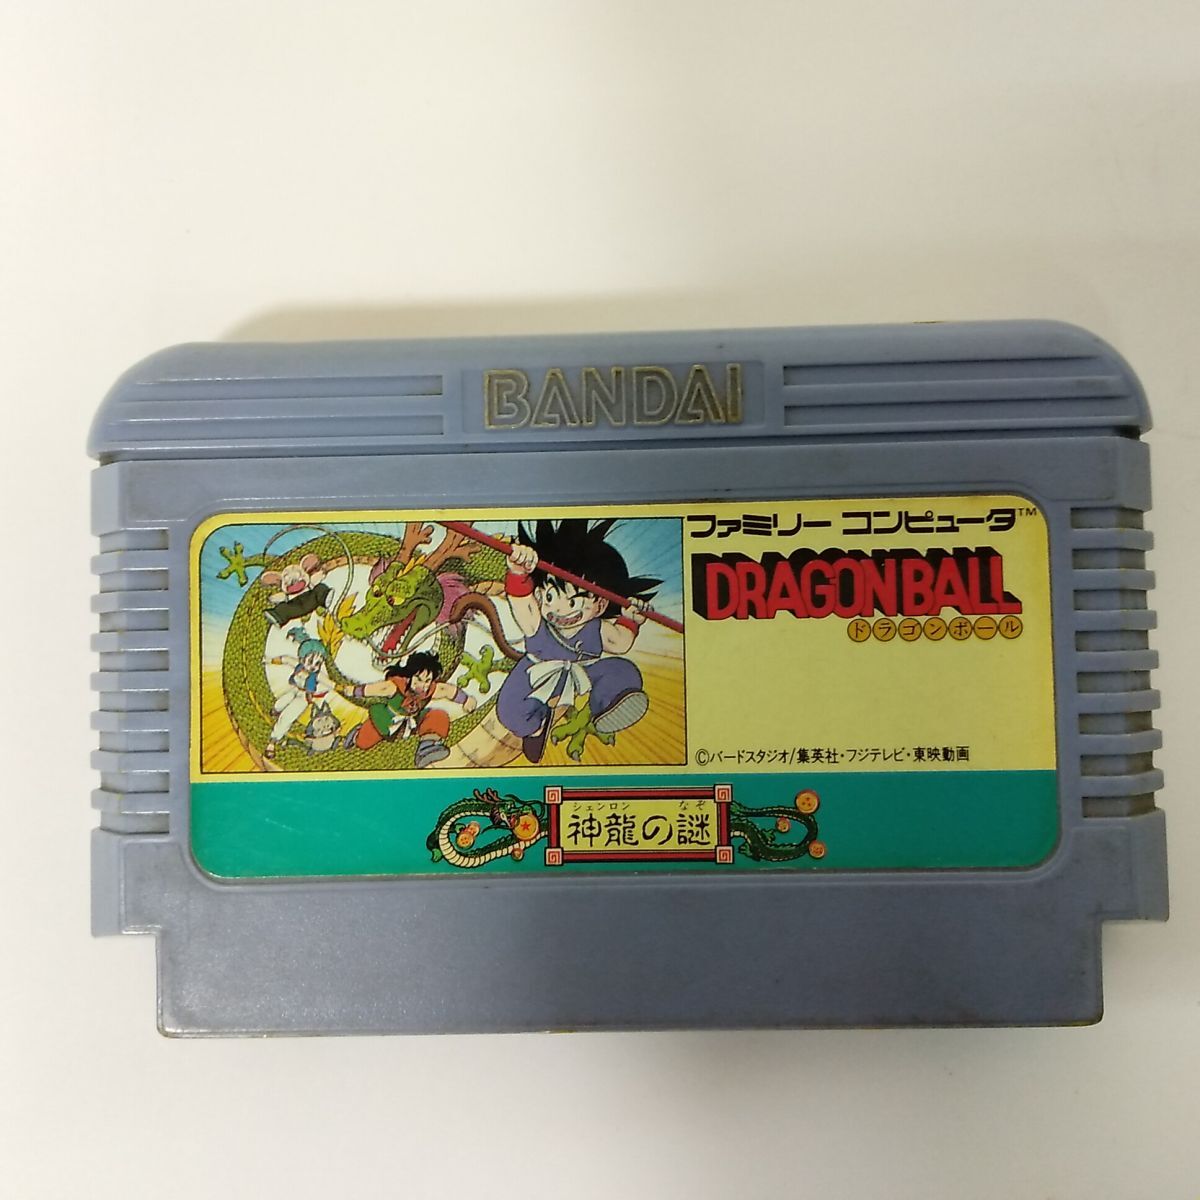 BANDAI
ファミリー コンピュータ™
DRAGONBALL
ドラゴンボール
©バードスタジオ/集英社・フジテレビ・東映動画
シェンロン なぞ
神龍の謎